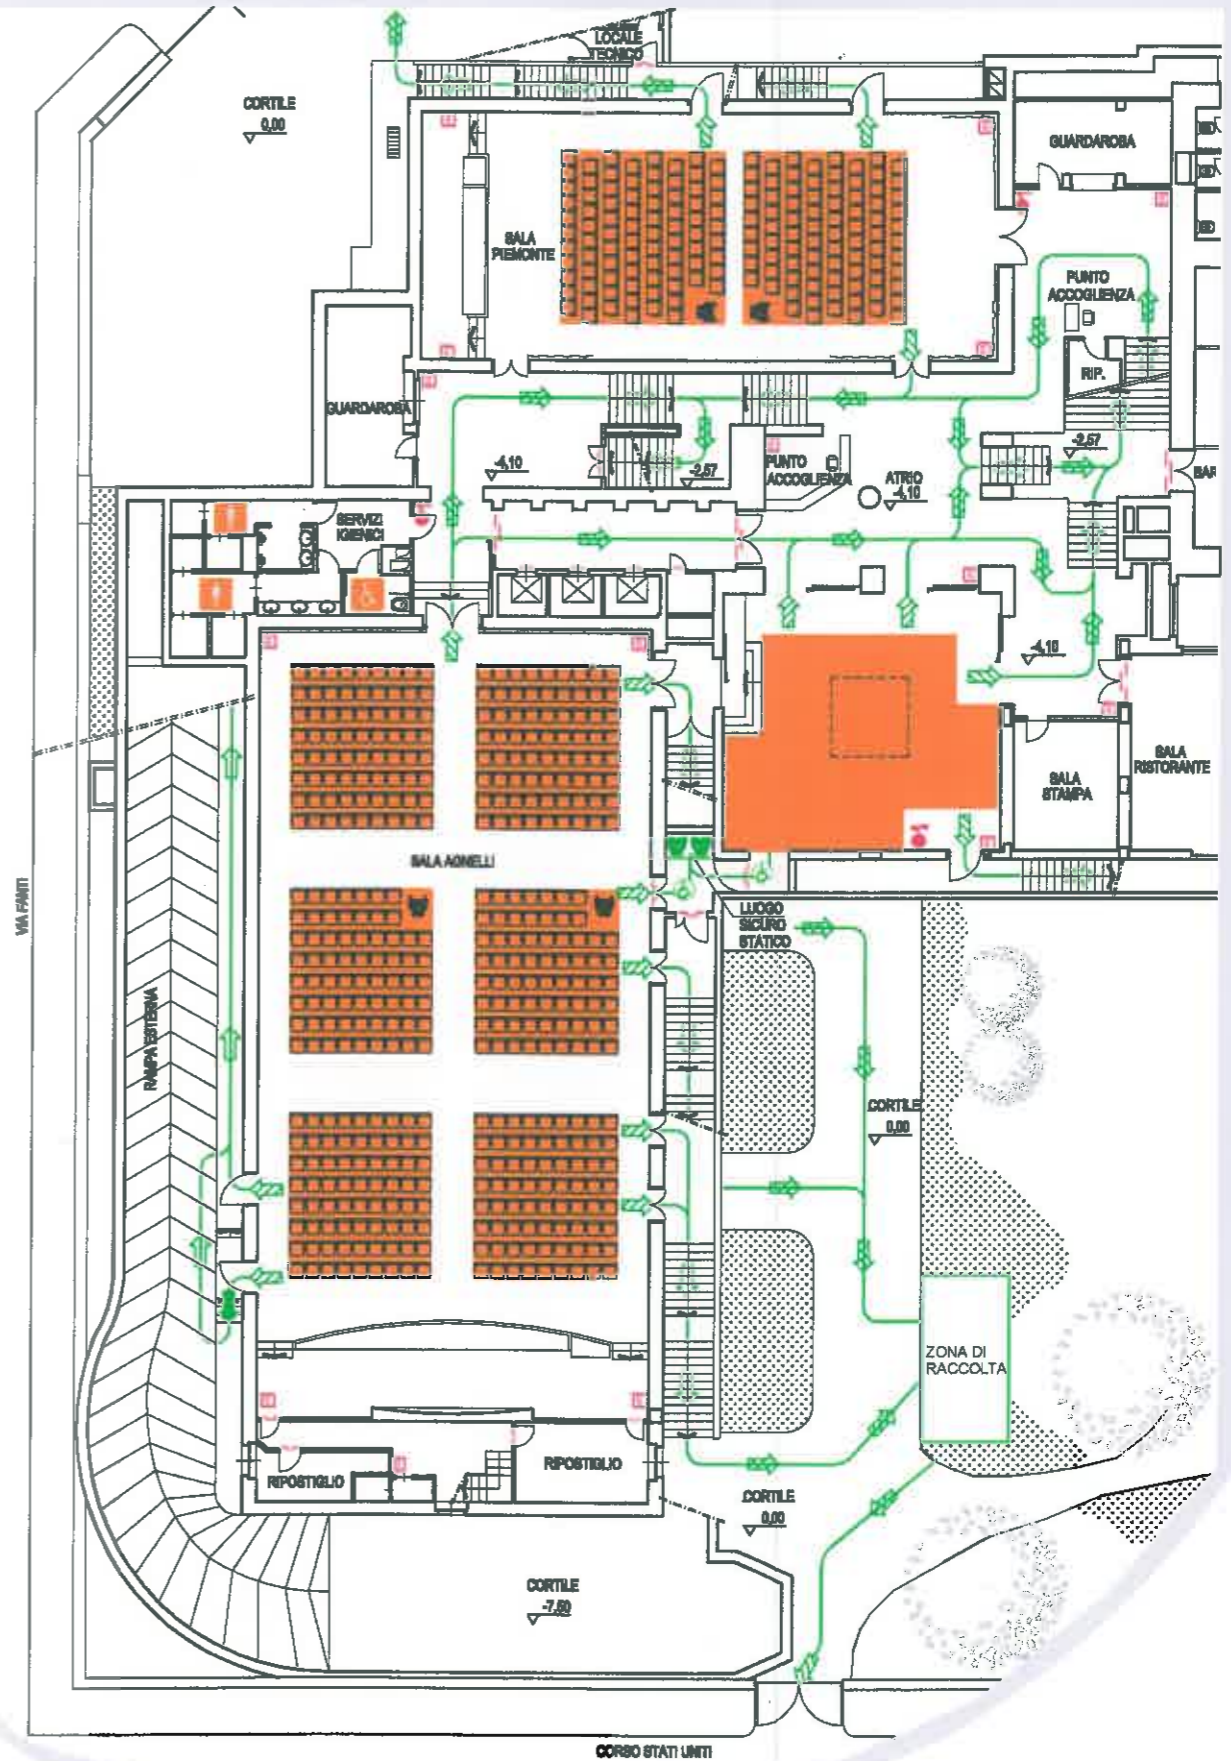 LOCALE
TECNICO
CORTILE
0,00
GUARDAROBA
SALA
PIEMONTE
PUNTO
ACCOGLIENZA
RIP.
GUARDAROBA
-4,10
-2,57
PUNTO
ACCOGLIENZA
ATRIO
-4,10
-2,57
BAR
SERVIZI
IGIENICI
-4,10
SALA
STAMPA
SALA
RISTORANTE
SALA AGNELLI
VIA FANTI
LUOGO
SICURO
STATICO
RAMPA ESTERNA
CORTILE
0,00
ZONA DI
RACCOLTA
RIPOSTIGLIO
RIPOSTIGLIO
CORTILE
0,00
CORTILE
-7,50
CORSO STATI UNITI